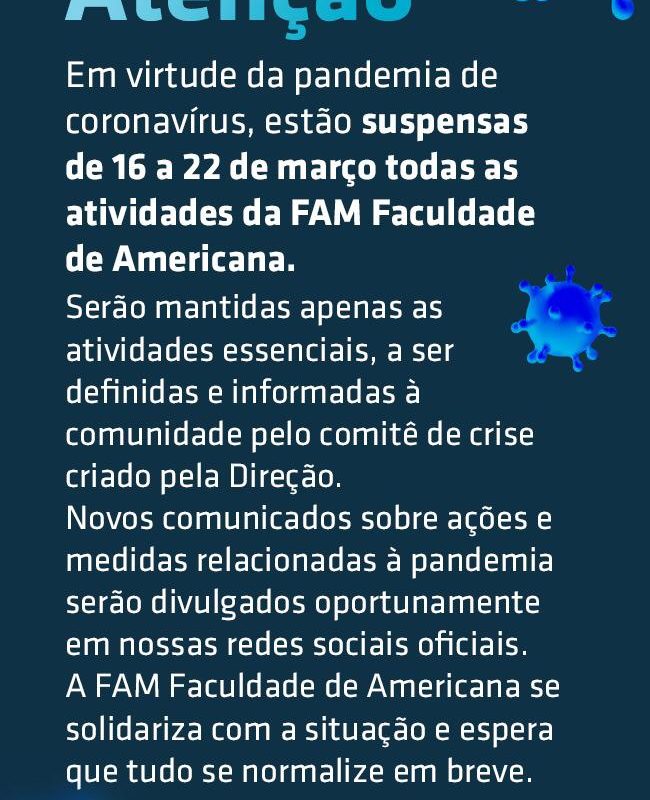 Atenção
Em virtude da pandemia de
coronavírus, estão suspensas
de 16 a 22 de março todas as
atividades da FAM Faculdade
de Americana.
Serão mantidas apenas as
atividades essenciais, a ser
definidas e informadas à
comunidade pelo comitê de crise
criado pela Direção.
Novos comunicados sobre ações e
medidas relacionadas à pandemia
serão divulgados oportunamente
em nossas redes sociais oficiais.
A FAM Faculdade de Americana se
solidariza com a situação e espera
que tudo se normalize em breve.